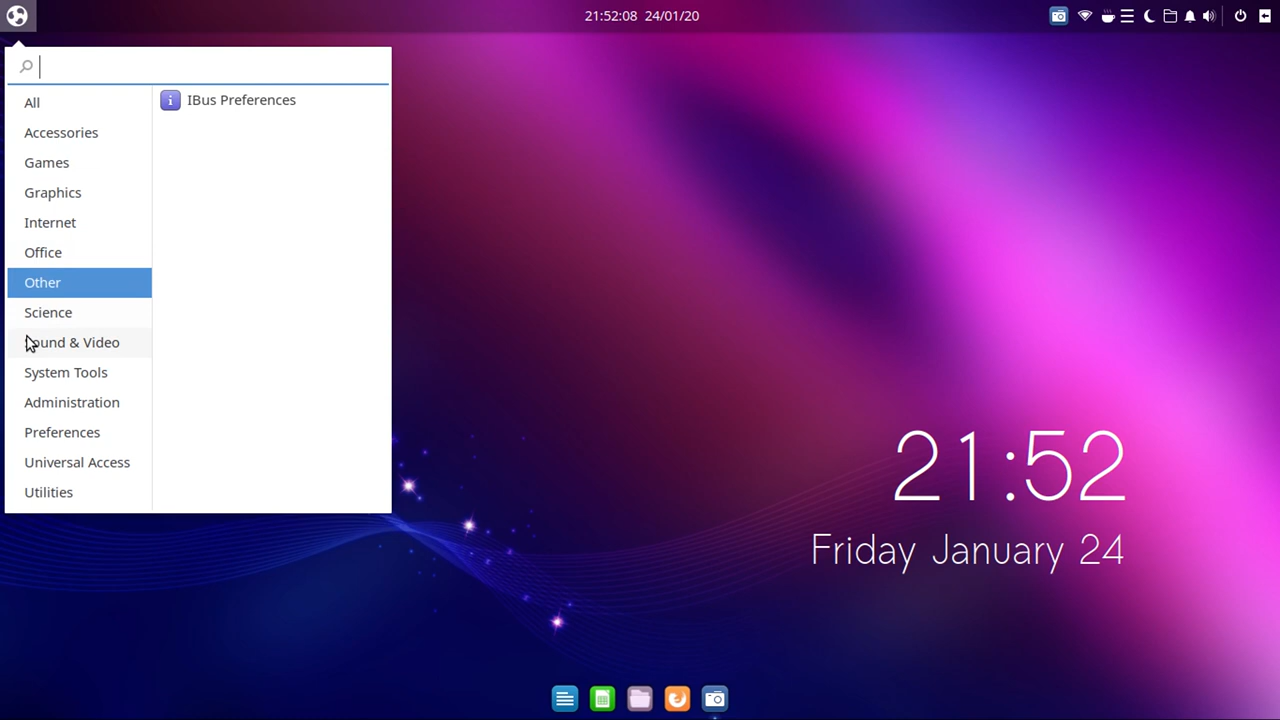 21:52:08 24/01/20
All
IBus Preferences
Accessories
Games
Graphics
Internet
Office
Other
Science
ound & Video
System Tools
Administration
Preferences
Universal Access
Utilities
21:52
Friday January 24